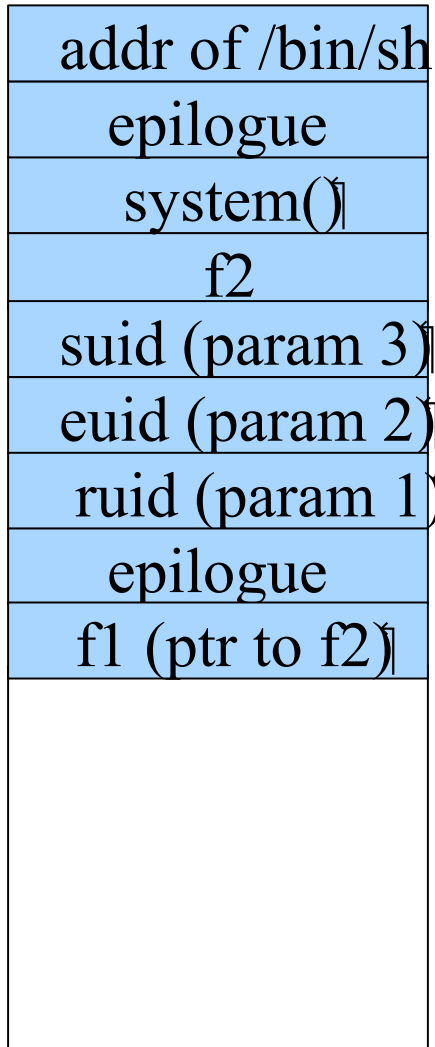 addr of /bin/sh
epilogue
system()¶
f2
suid (param 3)¶
euid (param 2)¶
ruid (param 1)
epilogue
f1 (ptr to f2)¶